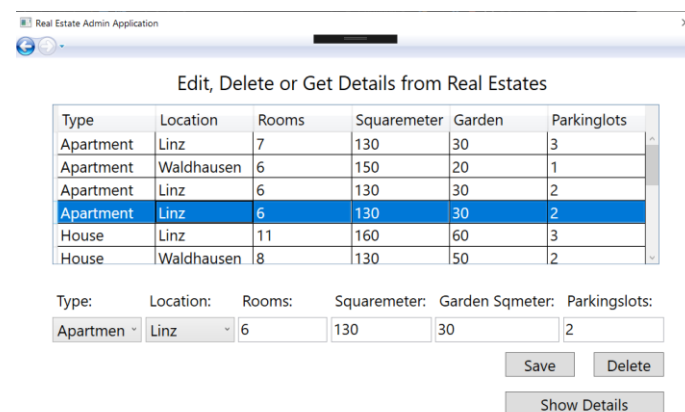 Real Estate Admin Application
Edit, Delete or Get Details from Real Estates
Type Location Rooms Squaremeter Garden Parkinglots
Apartment Linz 7 130 30 3
Apartment Waldhausen 6 150 20 1
Apartment Linz 6 130 30 2
Apartment Linz 6 130 30 2
House Linz 11 160 60 3
House Waldhausen 8 130 50 2
Type: Location: Rooms: Squaremeter: Garden Sqmeter: Parkingslots:
Apartmen Linz 6 130 30 2
Save Delete
Show Details